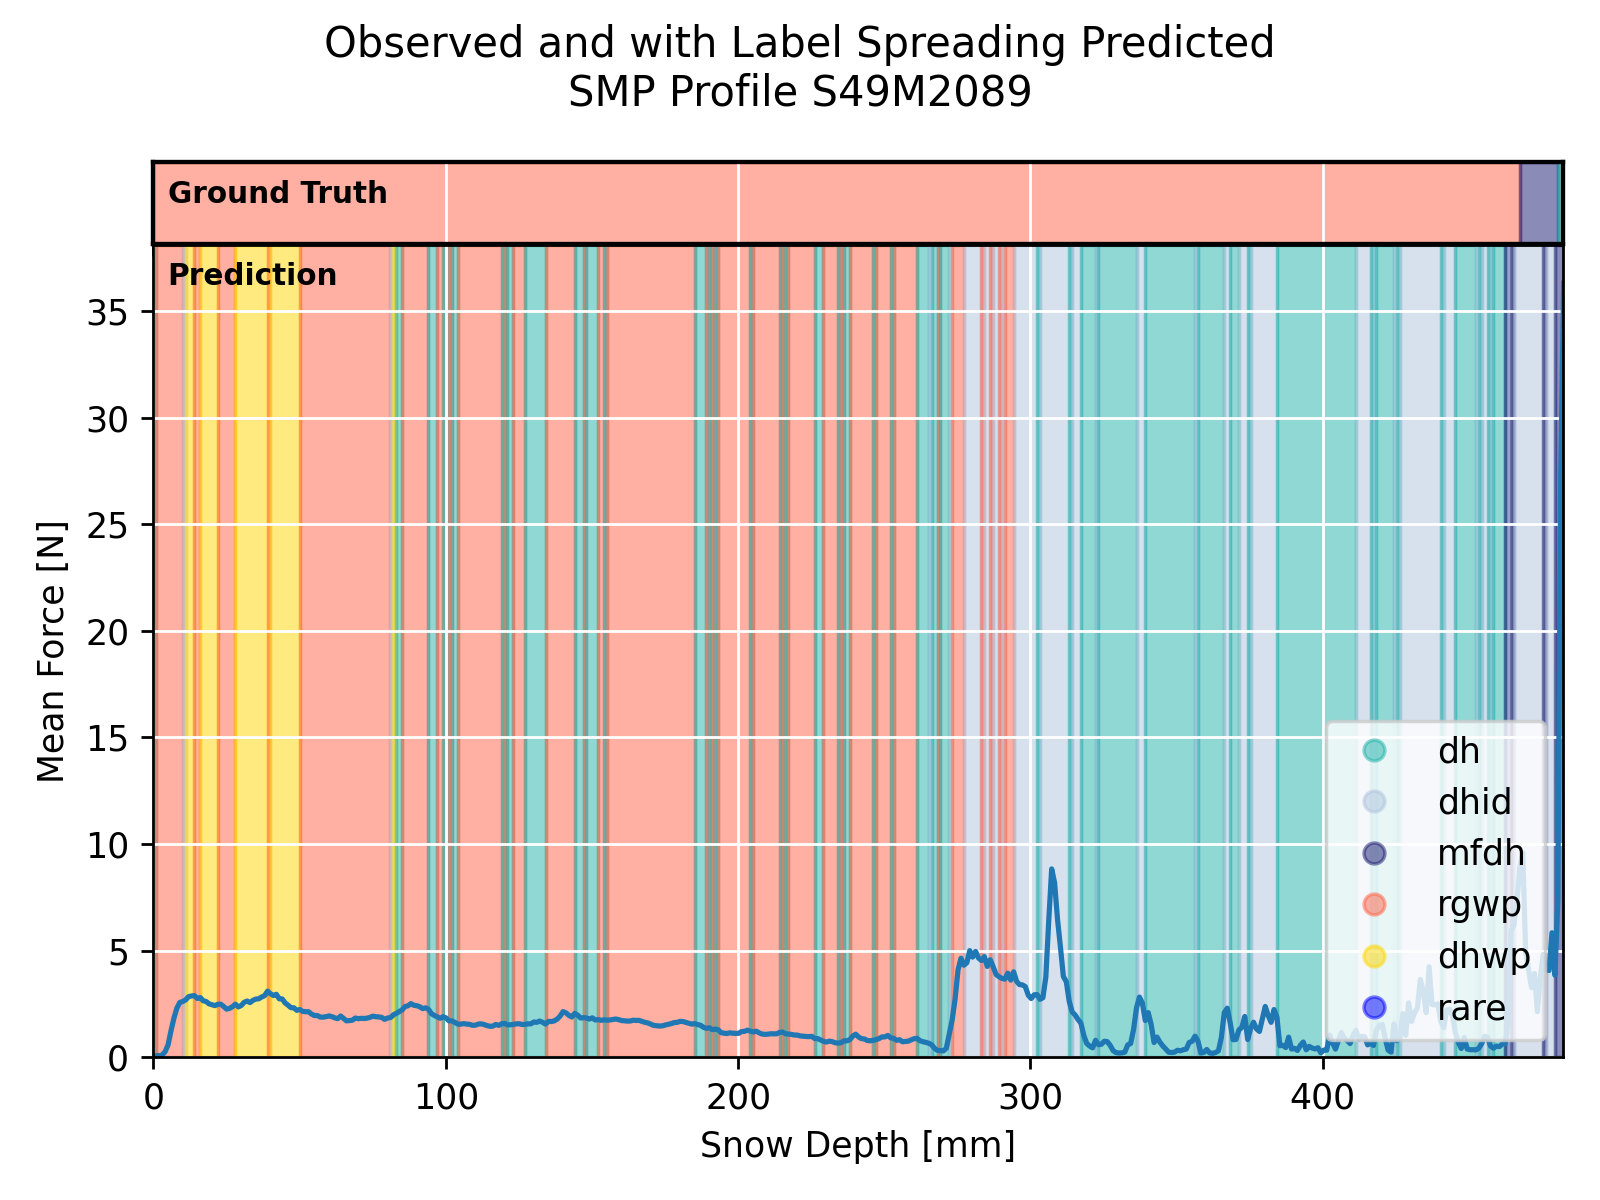 Observed and with Label Spreading Predicted
SMP Profile S49M2089
Ground Truth
Prediction
35
30
25
20
15
10
5
0
Mean Force [N]
dh
dhid
mfdh
rgwp
dhwp
rare
0 100 200 300 400
Snow Depth [mm]